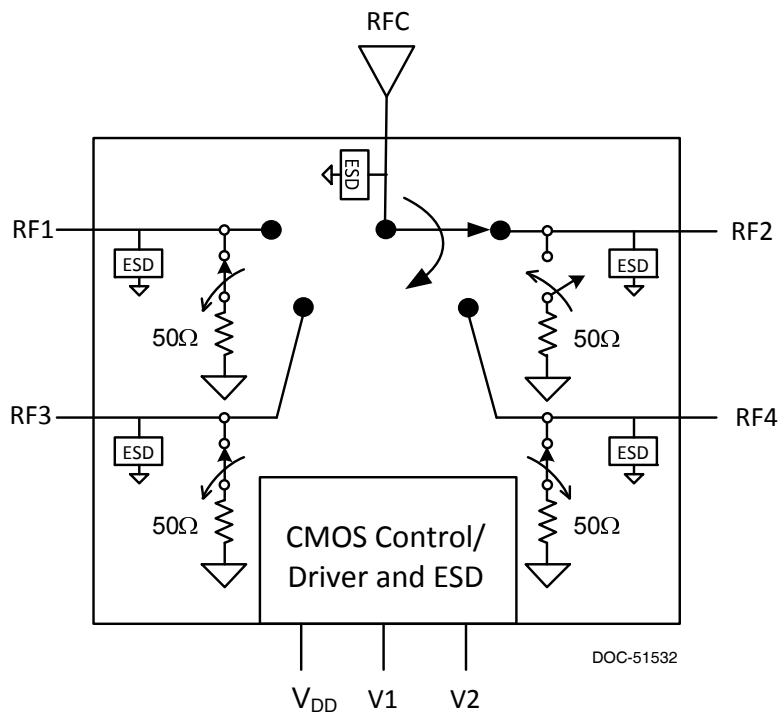 RFC
ESD
RF1
RF2
ESD
ESD
50Ω
50Ω
RF3
RF4
ESD
ESD
50Ω
50Ω
CMOS Control/
Driver and ESD
DOC-51532
VDD
V1
V2